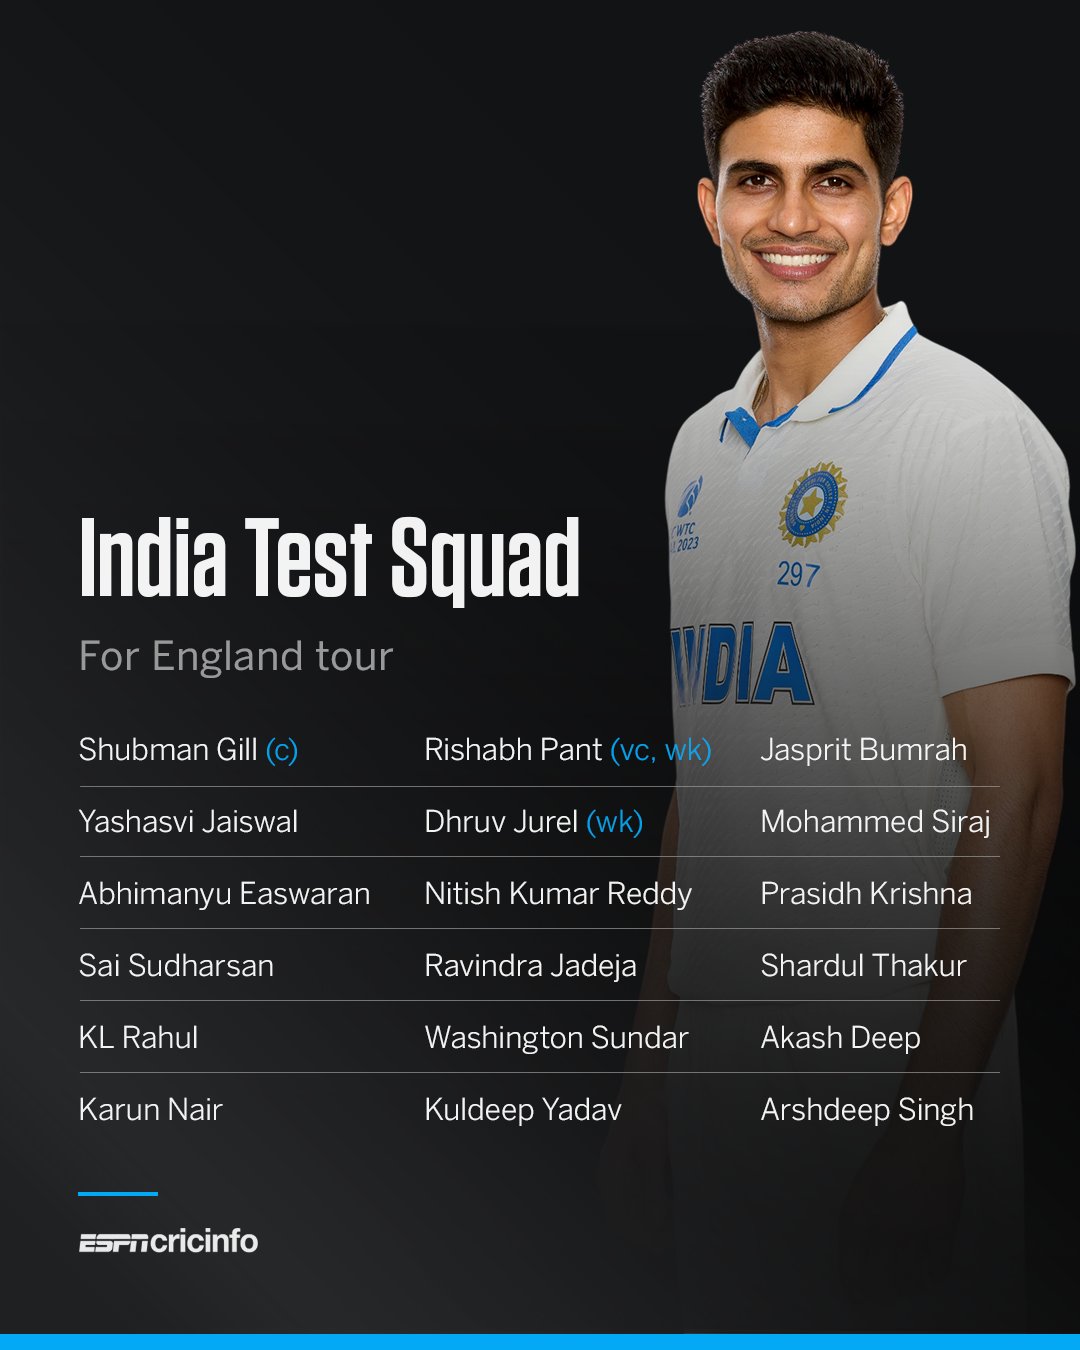 C WTC
2023
297
INDIA
India Test Squad
For England tour
Shubman Gill (c)
Rishabh Pant (vc, wk)
Jasprit Bumrah
Yashasvi Jaiswal
Dhruv Jurel (wk)
Mohammed Siraj
Abhimanyu Easwaran
Nitish Kumar Reddy
Prasidh Krishna
Sai Sudharsan
Ravindra Jadeja
Shardul Thakur
KL Rahul
Washington Sundar
Akash Deep
Karun Nair
Kuldeep Yadav
Arshdeep Singh
ESPNcricinfo